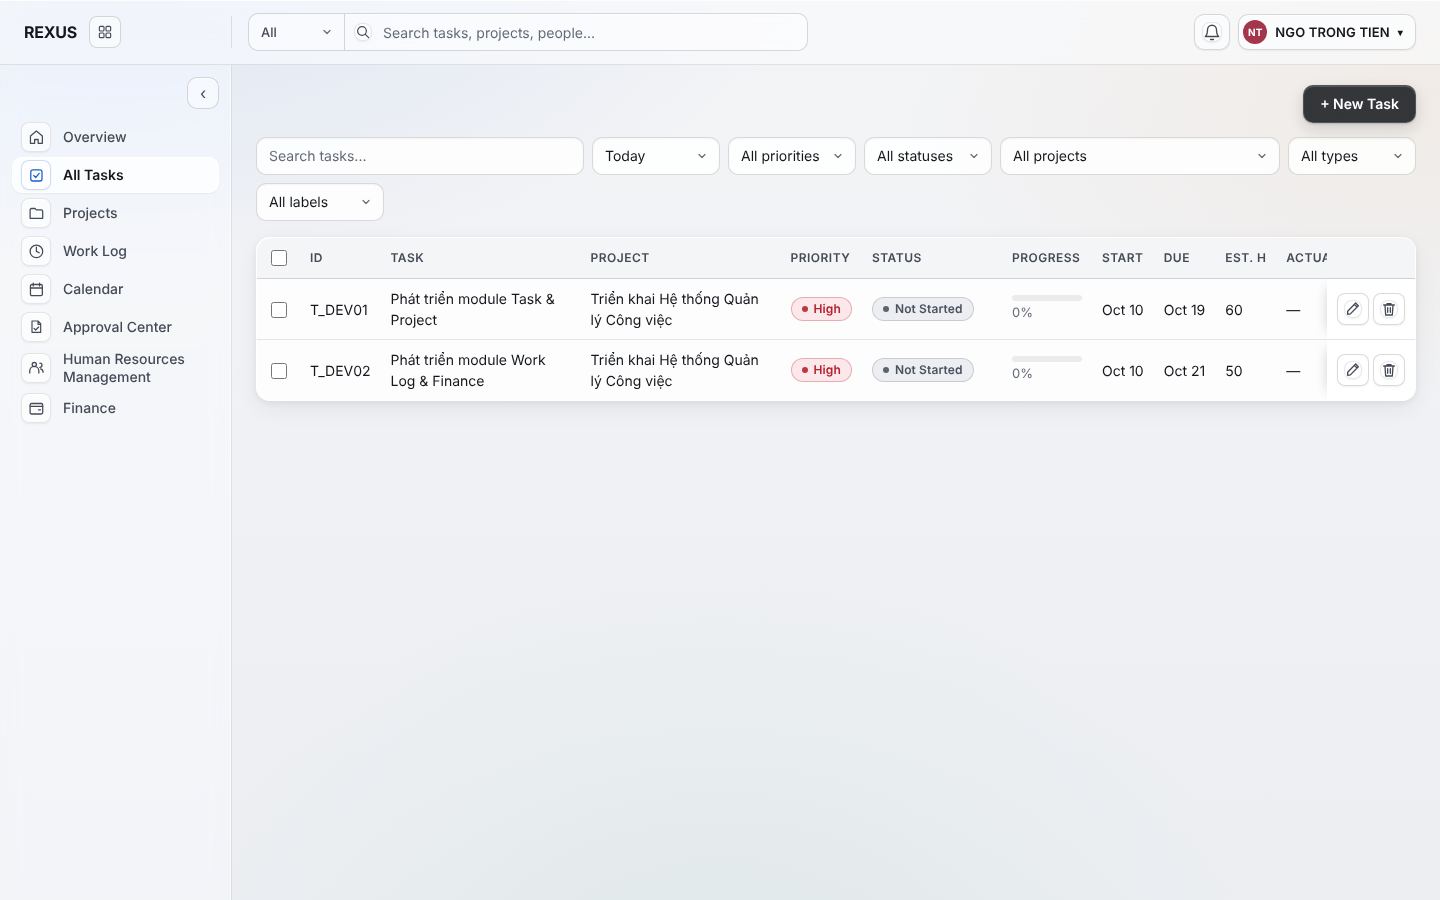 REXUS
All
Search tasks, projects, people...
NT
NGO TRONG TIEN
Overview
All Tasks
Projects
Work Log
Calendar
Approval Center
Human Resources
Management
Finance
+ New Task
Search tasks...
Today
All priorities
All statuses
All projects
All types
All labels
ID TASK PROJECT PRIORITY STATUS PROGRESS START DUE EST. H ACTUA
T_DEV01
Phát triển module Task &
Project
Triển khai Hệ thống Quản
lý Công việc
High
Not Started
0%
Oct 10
Oct 19
60
—
T_DEV02
Phát triển module Work
Log & Finance
Triển khai Hệ thống Quản
lý Công việc
High
Not Started
0%
Oct 10
Oct 21
50
—